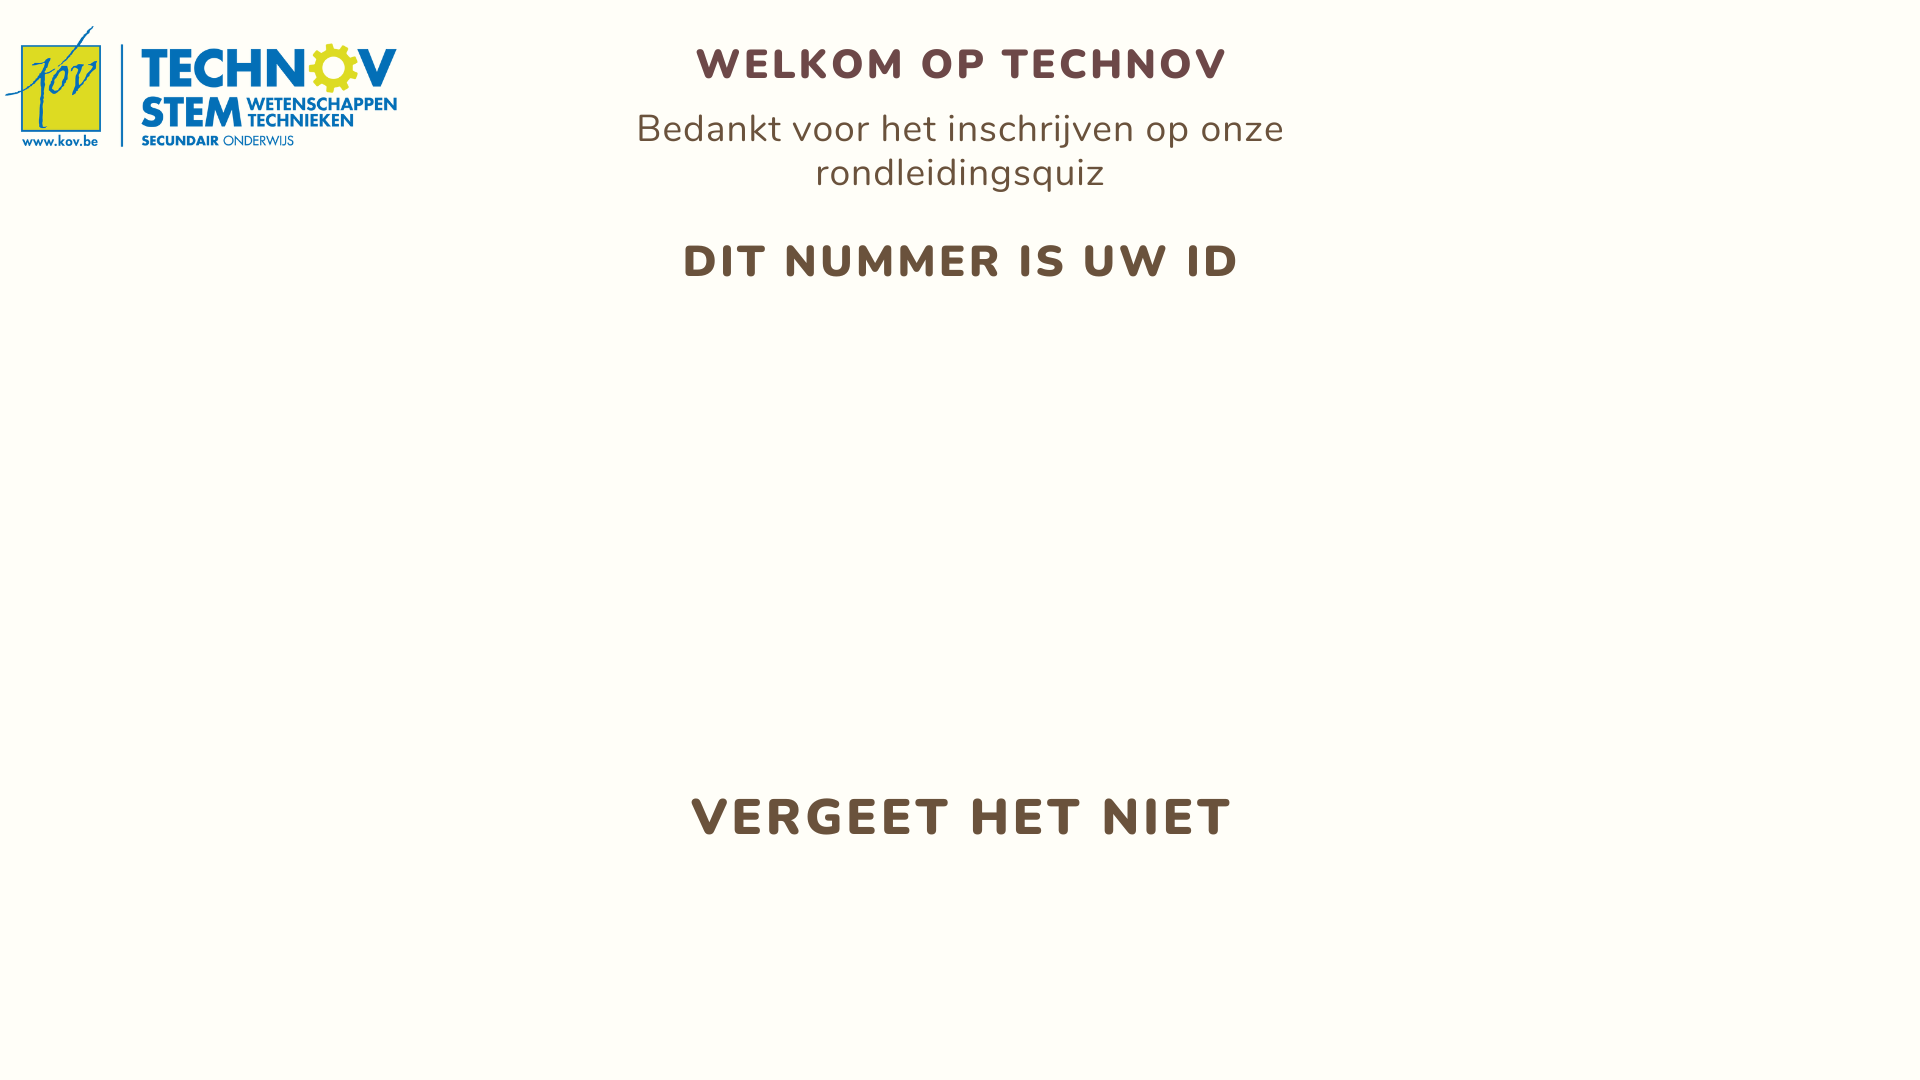 kov
www.kov.be
TECHNOV
STEM WETENSCHAPPEN
TECHNIEKEN
SECUNDAIR ONDERWIJS
WELKOM OP TECHNOV
Bedankt voor het inschrijven op onze
rondleidingsquiz
DIT NUMMER IS UW ID
VERGEET HET NIET